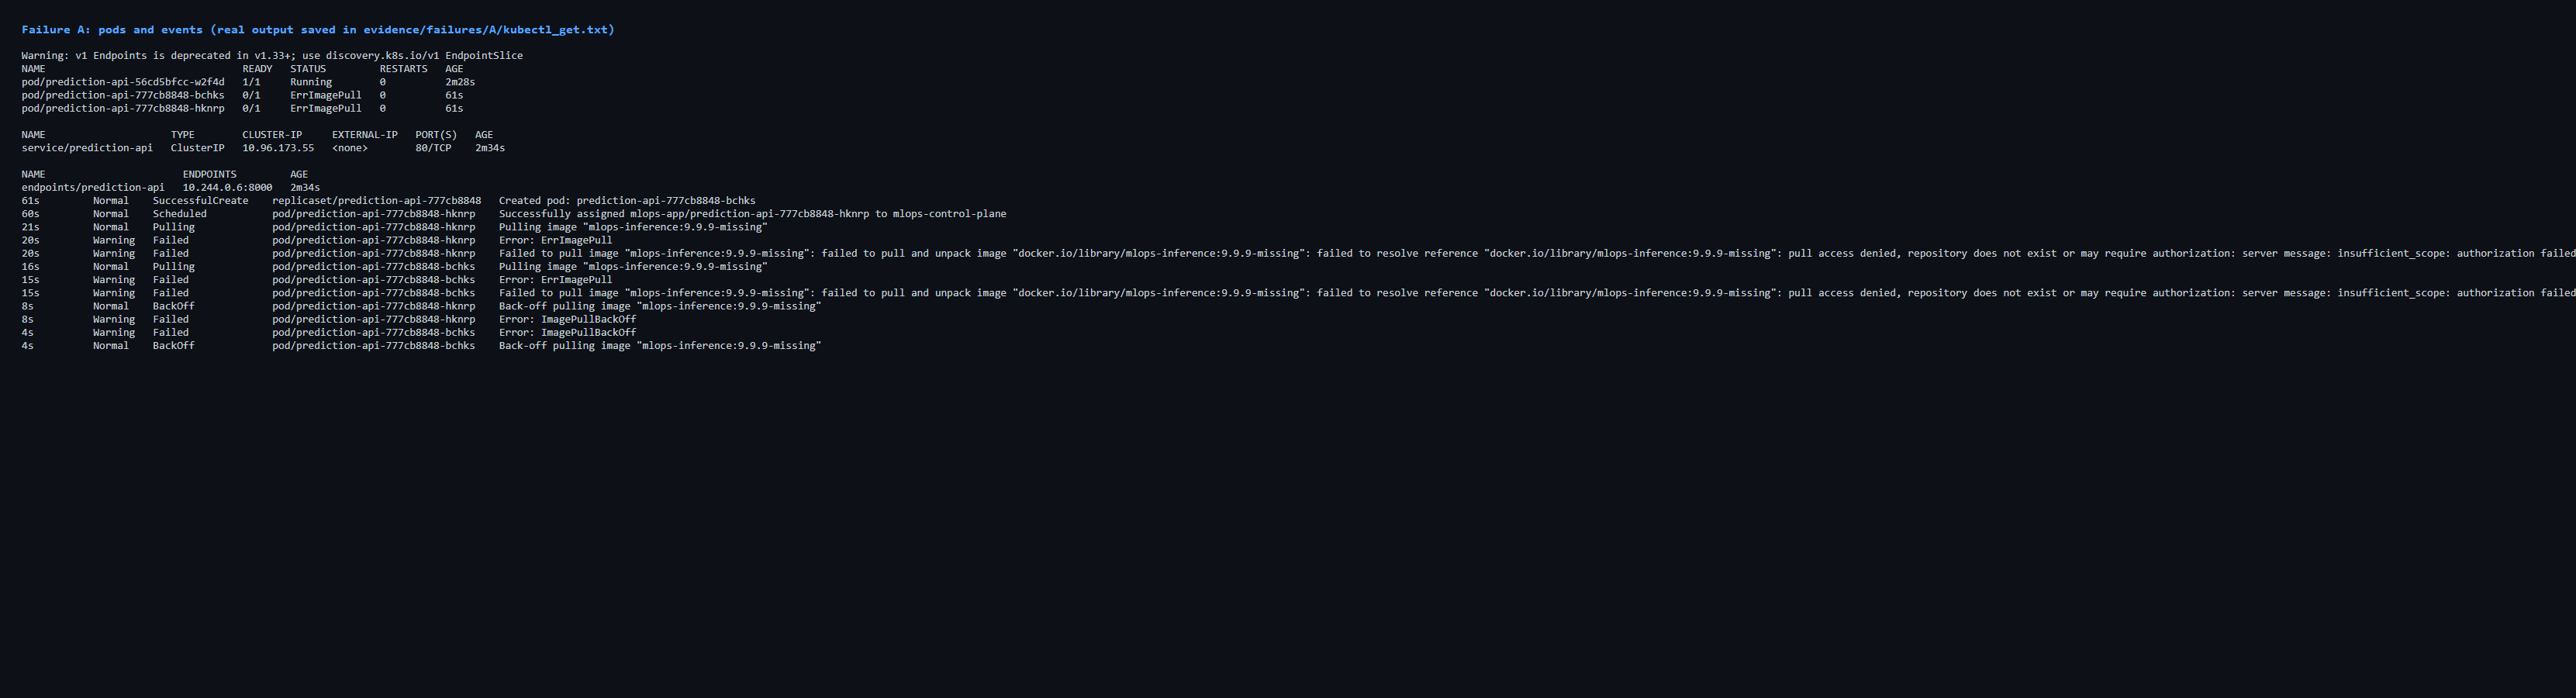 Failure A: pods and events (real output saved in evidence/failures/A/kubectl_get.txt)
Warning: v1 Endpoints is deprecated in v1.33+; use discovery.k8s.io/v1 EndpointSlice
NAME READY STATUS RESTARTS AGE
pod/prediction-api-56cd5bfcc-w2f4d 1/1 Running 0 2m28s
pod/prediction-api-777cb8848-bchks 0/1 ErrImagePull 0 61s
pod/prediction-api-777cb8848-hknrp 0/1 ErrImagePull 0 61s
NAME TYPE CLUSTER-IP EXTERNAL-IP PORT(S) AGE
service/prediction-api ClusterIP 10.96.173.55 <none> 80/TCP 2m34s
NAME ENDPOINTS AGE
endpoints/prediction-api 10.244.0.6:8000 2m34s
61s Normal SuccessfulCreate replicaset/prediction-api-777cb8848 Created pod: prediction-api-777cb8848-bchks
60s Normal Scheduled pod/prediction-api-777cb8848-hknrp Successfully assigned mlops-app/prediction-api-777cb8848-hknrp to mlops-control-plane
21s Normal Pulling pod/prediction-api-777cb8848-hknrp Pulling image "mlops-inference:9.9.9-missing"
20s Warning Failed pod/prediction-api-777cb8848-hknrp Error: ErrImagePull
20s Warning Failed pod/prediction-api-777cb8848-hknrp Failed to pull image "mlops-inference:9.9.9-missing": failed to pull and unpack image "docker.io/library/mlops-inference:9.9.9-missing": failed to resolve reference "docker.io/library/mlops-inference:9.9.9-missing": pull access denied, repository does not exist or may require authorization: server message: insufficient_scope: authorization failed
16s Normal Pulling pod/prediction-api-777cb8848-bchks Pulling image "mlops-inference:9.9.9-missing"
15s Warning Failed pod/prediction-api-777cb8848-bchks Error: ErrImagePull
15s Warning Failed pod/prediction-api-777cb8848-bchks Failed to pull image "mlops-inference:9.9.9-missing": failed to pull and unpack image "docker.io/library/mlops-inference:9.9.9-missing": failed to resolve reference "docker.io/library/mlops-inference:9.9.9-missing": pull access denied, repository does not exist or may require authorization: server message: insufficient_scope: authorization failed
8s Normal BackOff pod/prediction-api-777cb8848-hknrp Back-off pulling image "mlops-inference:9.9.9-missing"
8s Warning Failed pod/prediction-api-777cb8848-hknrp Error: ImagePullBackOff
4s Warning Failed pod/prediction-api-777cb8848-bchks Error: ImagePullBackOff
4s Normal BackOff pod/prediction-api-777cb8848-bchks Back-off pulling image "mlops-inference:9.9.9-missing"